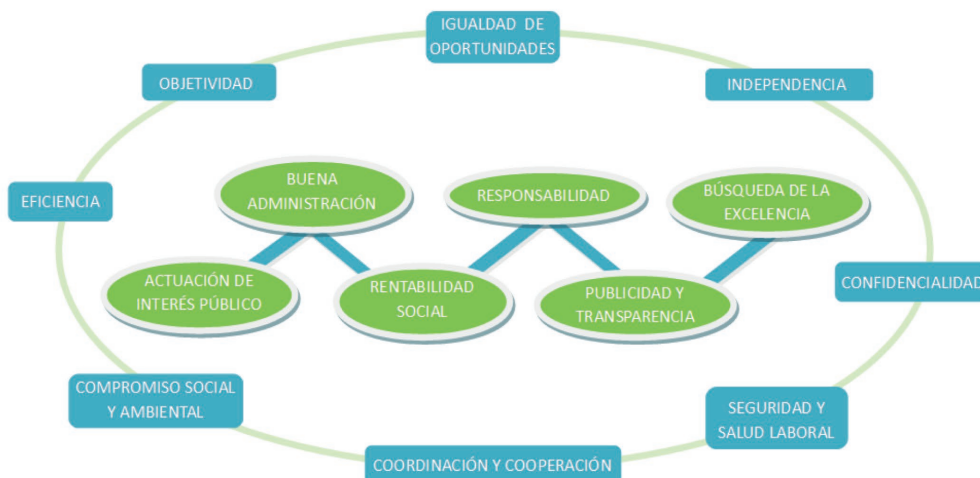 IGUALDAD DE
OPORTUNIDADES
OBJETIVIDAD
INDEPENDENCIA
EFICIENCIA
BUENA
ADMINISTRACIÓN
RESPONSABILIDAD
BÚSQUEDA DE LA
EXCELENCIA
ACTUACIÓN DE
INTERÉS PÚBLICO
RENTABILIDAD
SOCIAL
PUBLICIDAD Y
TRANSPARENCIA
CONFIDENCIALIDAD
COMPROMISO SOCIAL
Y AMBIENTAL
SEGURIDAD Y
SALUD LABORAL
COORDINACIÓN Y COOPERACIÓN